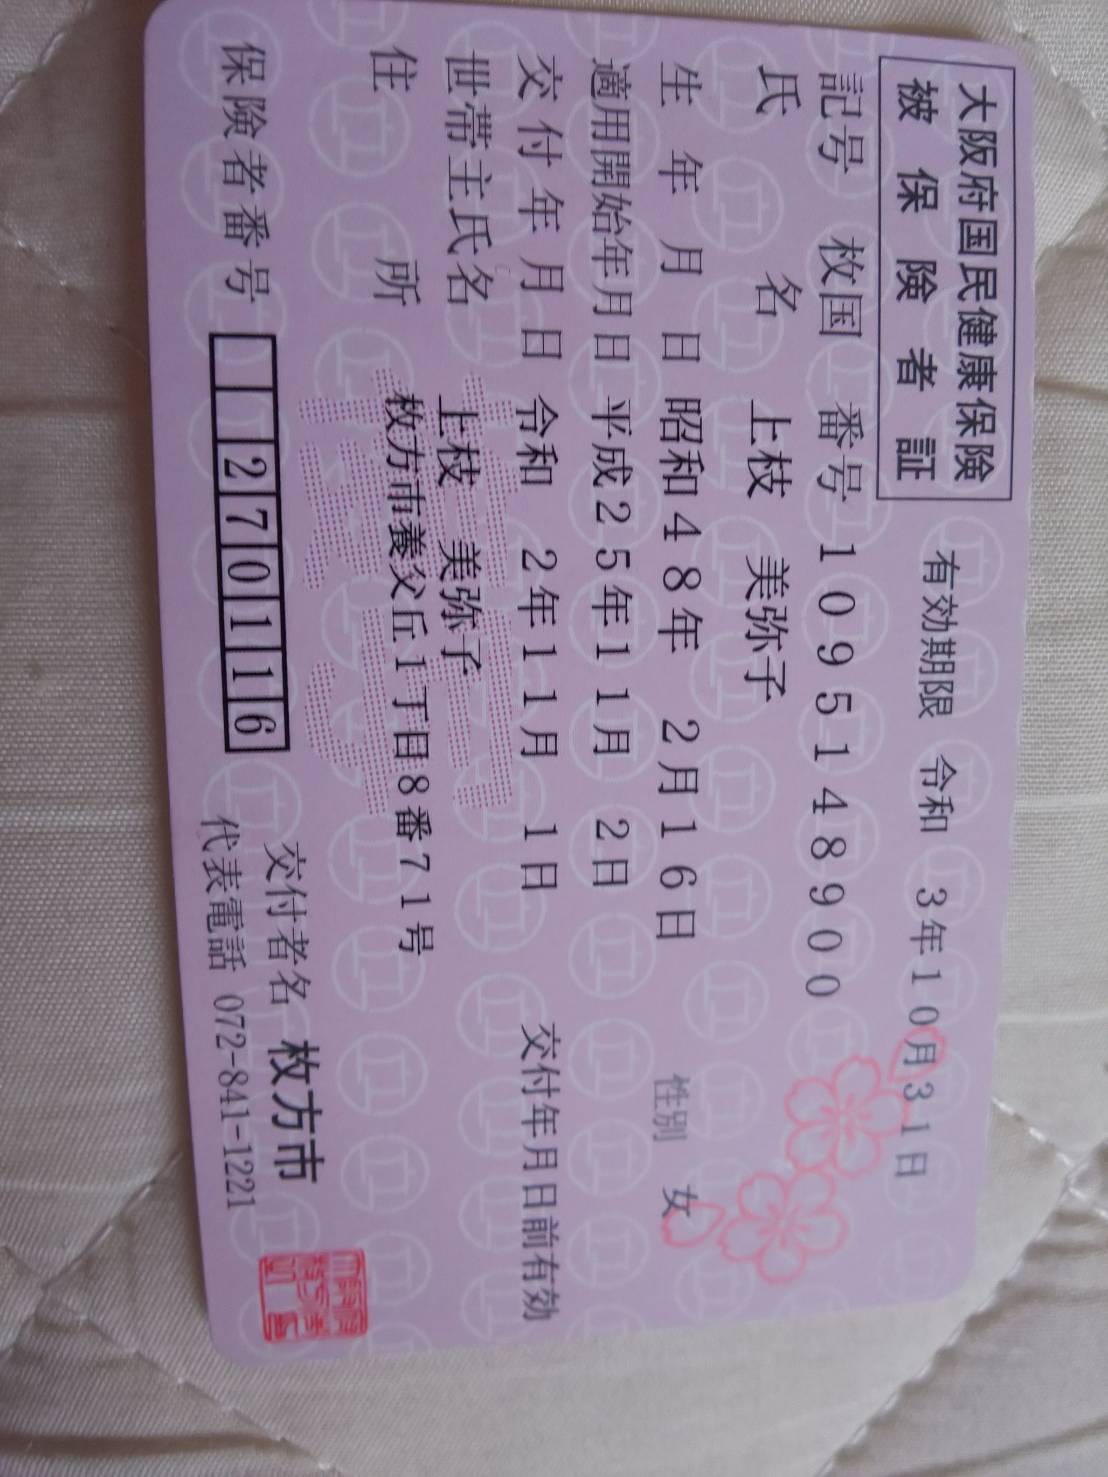 大阪府国民健康保険
被保険者証
有効期限 令和 3年10月31日
記号 枚国 番号 1095148900
氏名 上枝 美弥子
生年月日 昭和48年 2月16日 性別 女
適用開始年月日 平成25年11月 2日
交付年月日 令和 2年11月 1日 交付年月日前有効
世帯主氏名 上枝 美弥子
住所 枚方市養父丘1丁目8番71号
保険者番号 270116
交付者名 枚方市
代表電話 072-841-1221